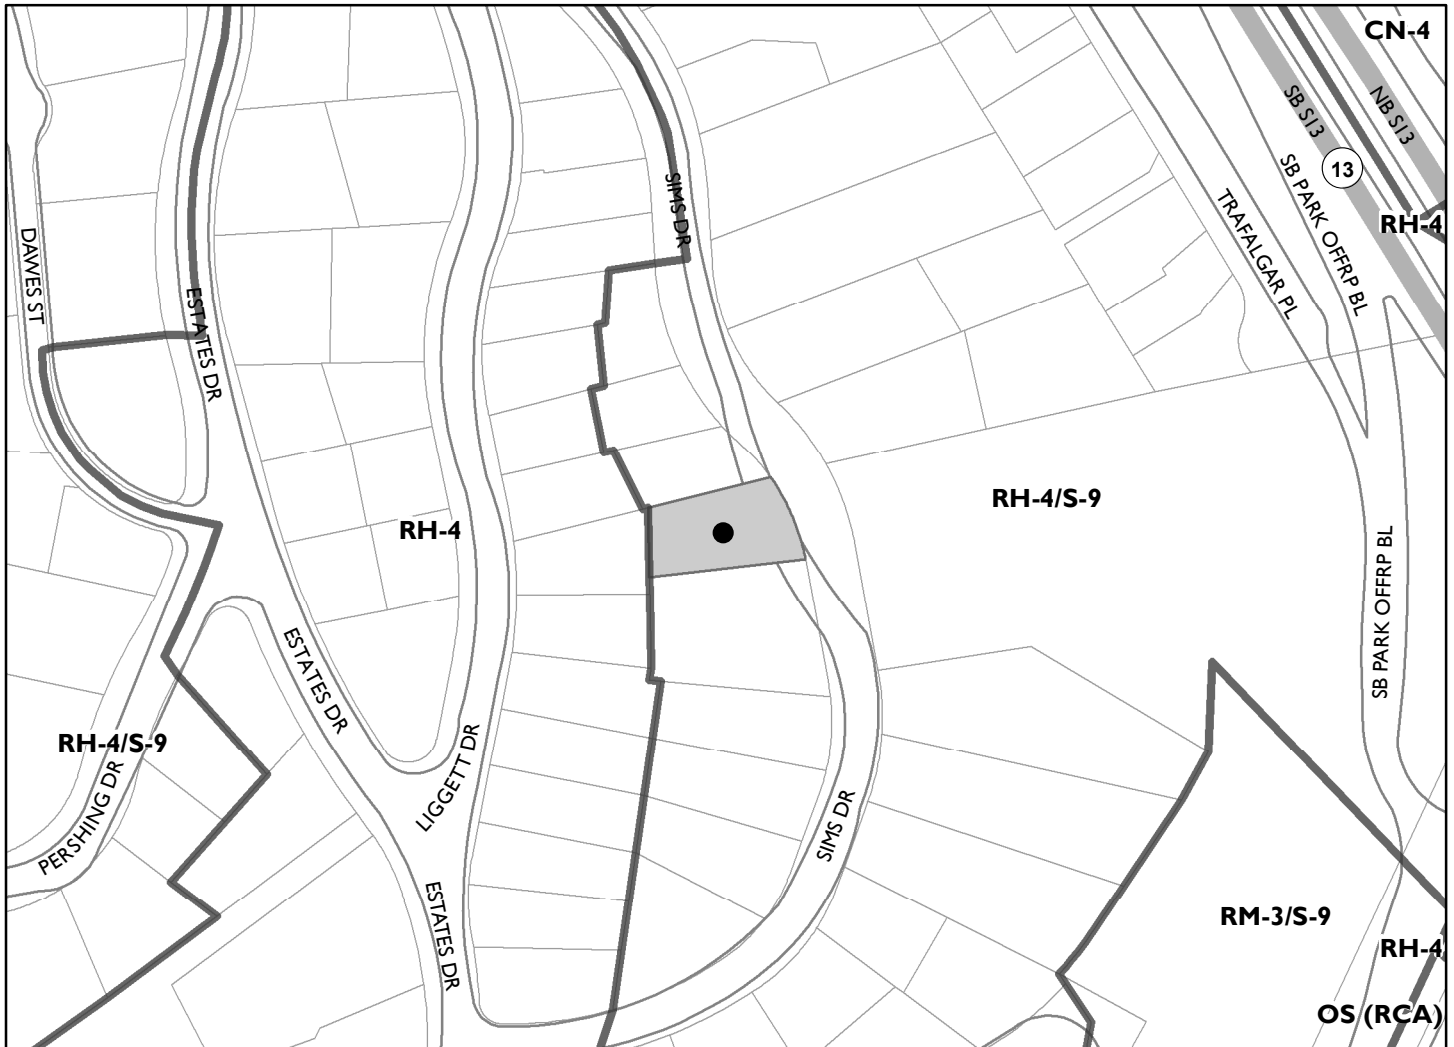 CN-4
SB S13
NB S13
13
SIMS DR
SB PARK OFFRP BL
TRAFALGAR PL
RH-4
DAWES ST
ESTATES DR
RH-4
RH-4/S-9
SB PARK OFFRP BL
ESTATES DR
RH-4/S-9
LIGGETT DR
PERSHING DR
SIMS DR
ESTATES DR
RM-3/S-9
RH-4
OS (RCA)